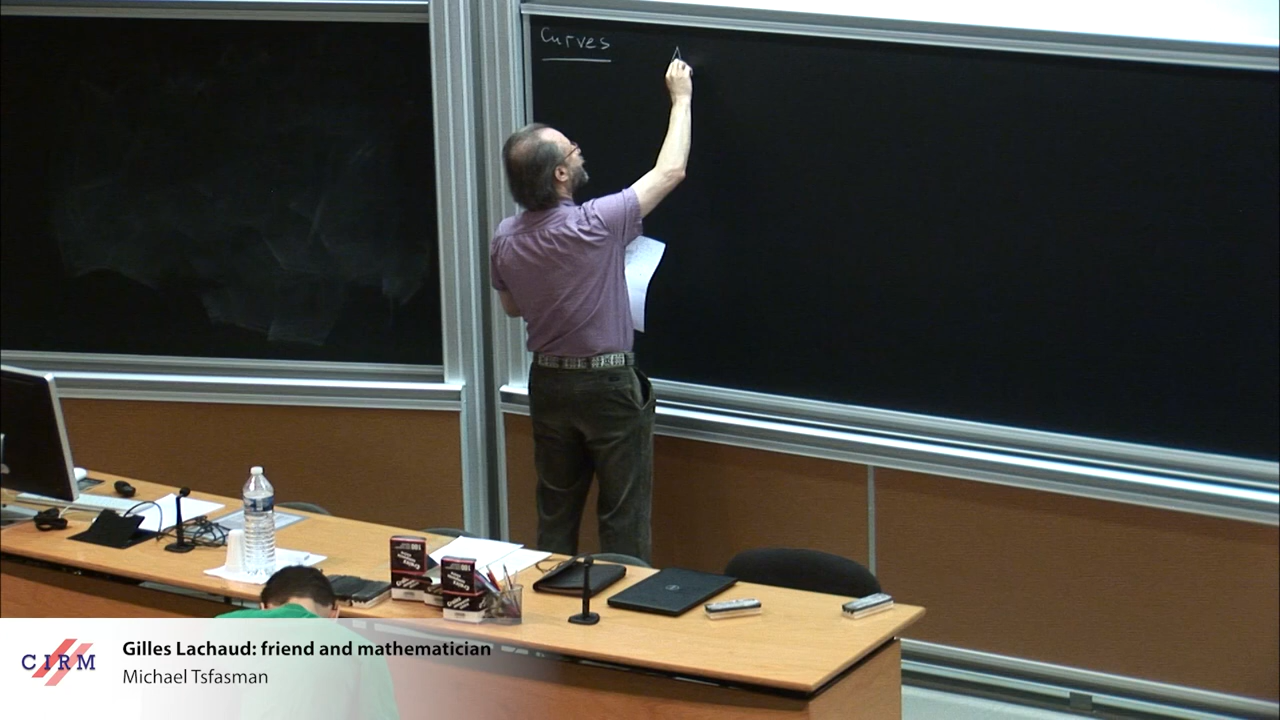 Curves
A
CIRM
Gilles Lachaud: friend and mathematician
Michael Tsfasman